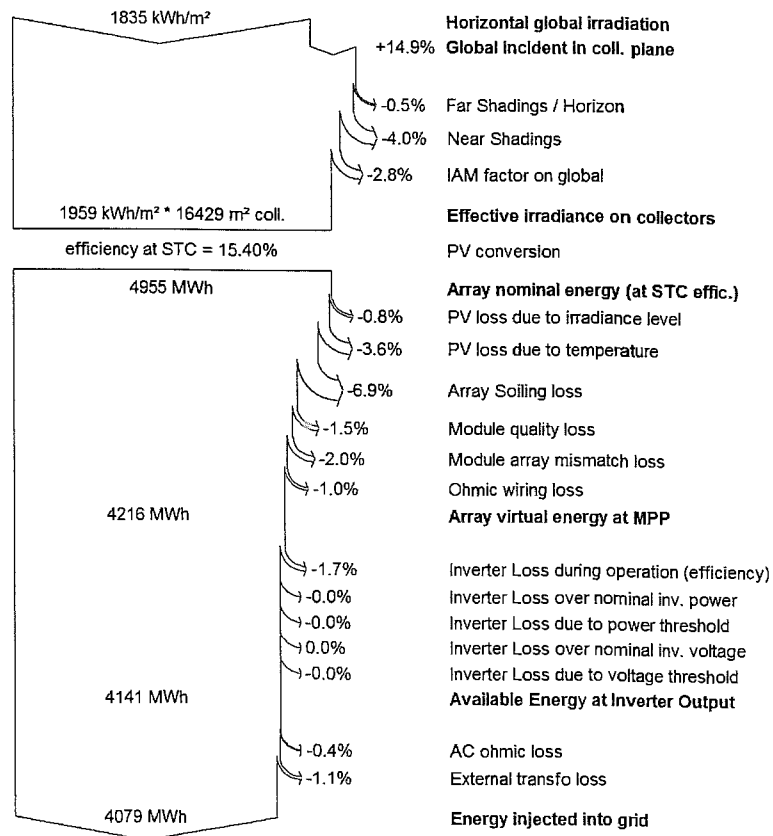 1835 kWh/m² Horizontal global irradiation
+14.9% Global incident in coll. plane
-0.5% Far Shadings / Horizon
-4.0% Near Shadings
-2.8% IAM factor on global
1959 kWh/m² * 16429 m² coll. Effective irradiance on collectors
efficiency at STC = 15.40% PV conversion
4955 MWh Array nominal energy (at STC effic.)
-0.8% PV loss due to irradiance level
-3.6% PV loss due to temperature
-6.9% Array Soiling loss
-1.5% Module quality loss
-2.0% Module array mismatch loss
-1.0% Ohmic wiring loss
4216 MWh Array virtual energy at MPP
-1.7% Inverter Loss during operation (efficiency)
-0.0% Inverter Loss over nominal inv. power
-0.0% Inverter Loss due to power threshold
0.0% Inverter Loss over nominal inv. voltage
-0.0% Inverter Loss due to voltage threshold
4141 MWh Available Energy at Inverter Output
-0.4% AC ohmic loss
-1.1% External transfo loss
4079 MWh Energy injected into grid